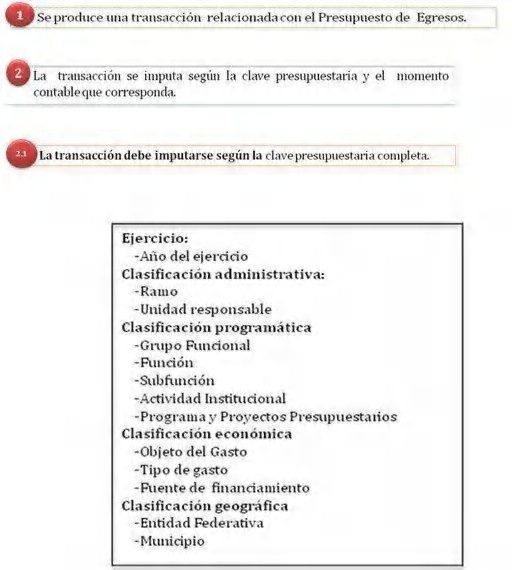 1 Se produce una transacción relacionada con el Presupuesto de Egresos.
2 La transacción se imputa según la clave presupuestaria y el momento
contable que corresponda.
2.1 La transacción debe imputarse según la clave presupuestaria completa.
Ejercicio:
-Año del ejercicio
Clasificación administrativa:
-Ramo
-Unidad responsable
Clasificación programática
-Grupo Funcional
-Función
-Subfunción
-Actividad Institucional
-Programa y Proyectos Presupuestarios
Clasificación económica
-Objeto del Gasto
-Tipo de gasto
-Fuente de financiamiento
Clasificación geográfica
-Entidad Federativa
-Municipio